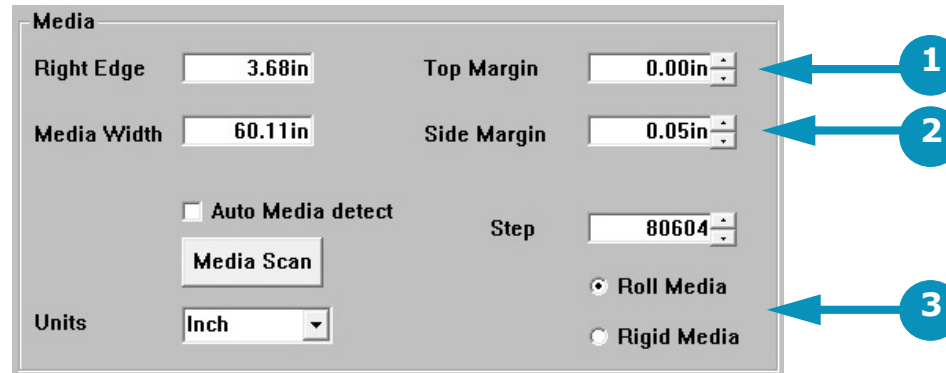 Media
Right Edge 3.68in Top Margin 0.00in 1
Media Width 60.11in Side Margin 0.05in 2
Auto Media detect
Step 80604
Media Scan
Roll Media
3
Units Inch
Rigid Media